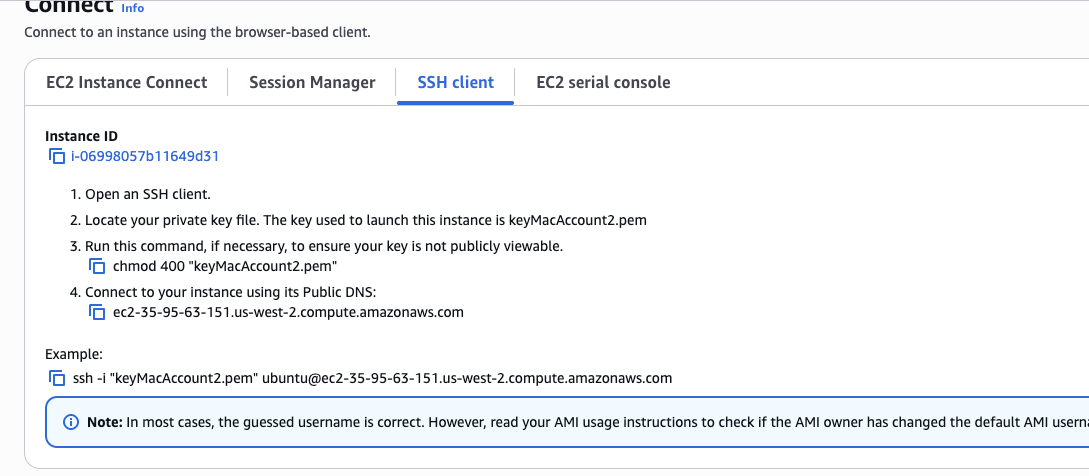 Connect Info
Connect to an instance using the browser-based client.
EC2 Instance Connect
Session Manager
SSH client
EC2 serial console
Instance ID
i-06998057b11649d31
1. Open an SSH client.
2. Locate your private key file. The key used to launch this instance is keyMacAccount2.pem
3. Run this command, if necessary, to ensure your key is not publicly viewable.
chmod 400 "keyMacAccount2.pem"
4. Connect to your instance using its Public DNS:
ec2-35-95-63-151.us-west-2.compute.amazonaws.com
Example:
ssh -i "keyMacAccount2.pem" ubuntu@ec2-35-95-63-151.us-west-2.compute.amazonaws.com
Note: In most cases, the guessed username is correct. However, read your AMI usage instructions to check if the AMI owner has changed the default AMI